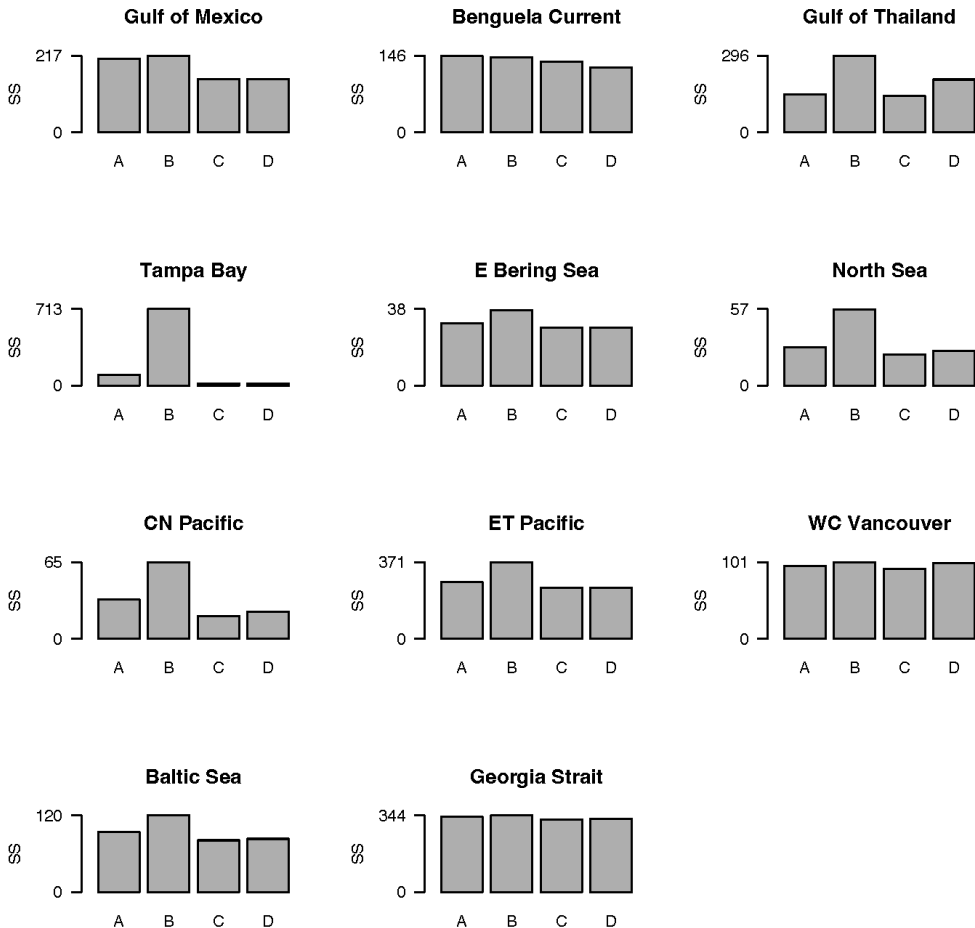 Gulf of Mexico
217
SS
0
A B C D
Benguela Current
146
SS
0
A B C D
Gulf of Thailand
296
SS
0
A B C D
Tampa Bay
713
SS
0
A B C D
E Bering Sea
38
SS
0
A B C D
North Sea
57
SS
0
A B C D
CN Pacific
65
SS
0
A B C D
ET Pacific
371
SS
0
A B C D
WC Vancouver
101
SS
0
A B C D
Baltic Sea
120
SS
0
A B C D
Georgia Strait
344
SS
0
A B C D